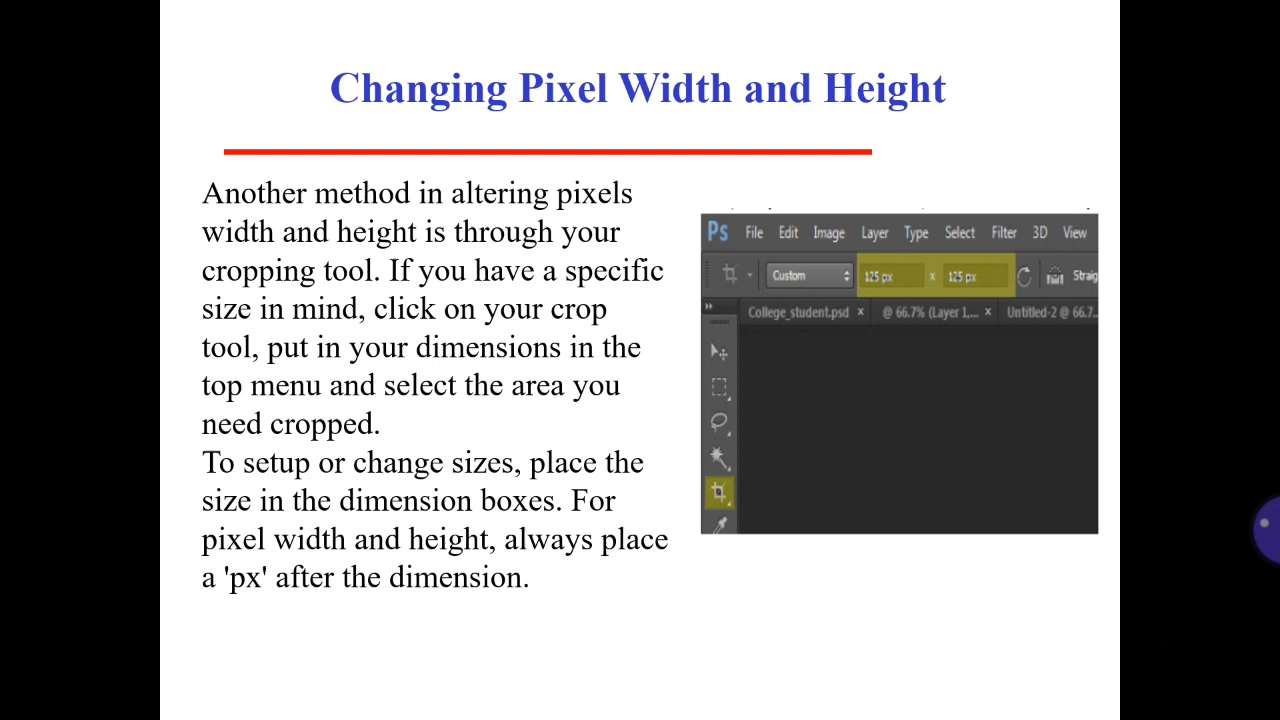 Changing Pixel Width and Height
Another method in altering pixels
width and height is through your
cropping tool. If you have a specific
size in mind, click on your crop
tool, put in your dimensions in the
top menu and select the area you
need cropped.
To setup or change sizes, place the
size in the dimension boxes. For
pixel width and height, always place
a 'px' after the dimension.
Ps File Edit Image Layer Type Select Filter 3D View
Custom 125 px x 125 px Straig
College_student.psd × @ 66.7% (Layer 1,... × Untitled-2 @ 66.7..